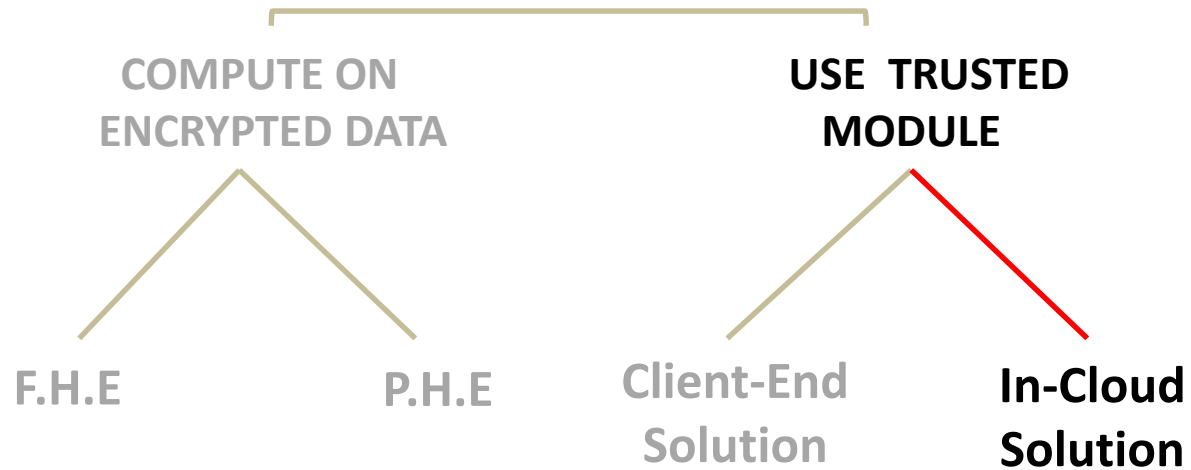 COMPUTE ON
ENCRYPTED DATA
USE TRUSTED
MODULE
F.H.E
P.H.E
Client-End
Solution
In-Cloud
Solution